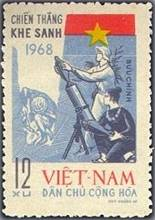 CHIẾN THẮNG
KHE SANH
1968
BƯU CHÍNH
12
XU
VIỆT-NAM
DÂN CHỦ CỘNG HÒA